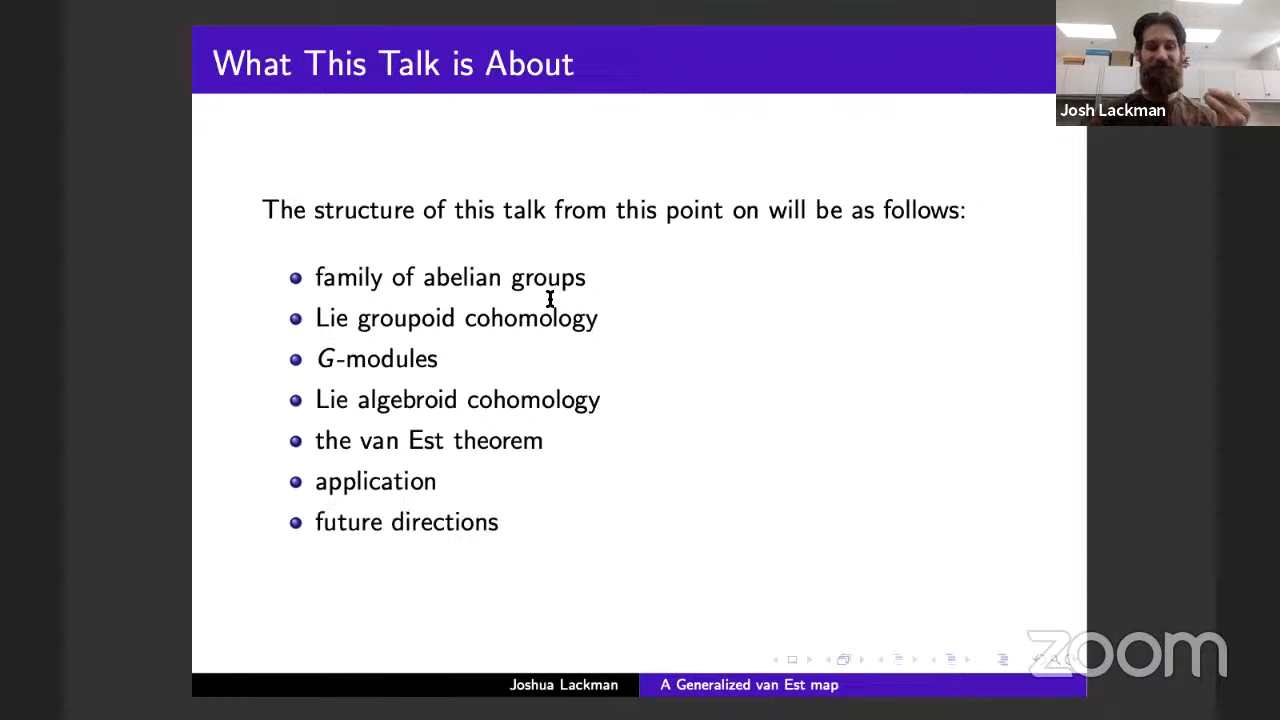 What This Talk is About
Josh Lackman
The structure of this talk from this point on will be as follows:
family of abelian groups
Lie groupoid cohomology
G-modules
Lie algebroid cohomology
the van Est theorem
application
future directions
zoom
Joshua Lackman
A Generalized van Est map